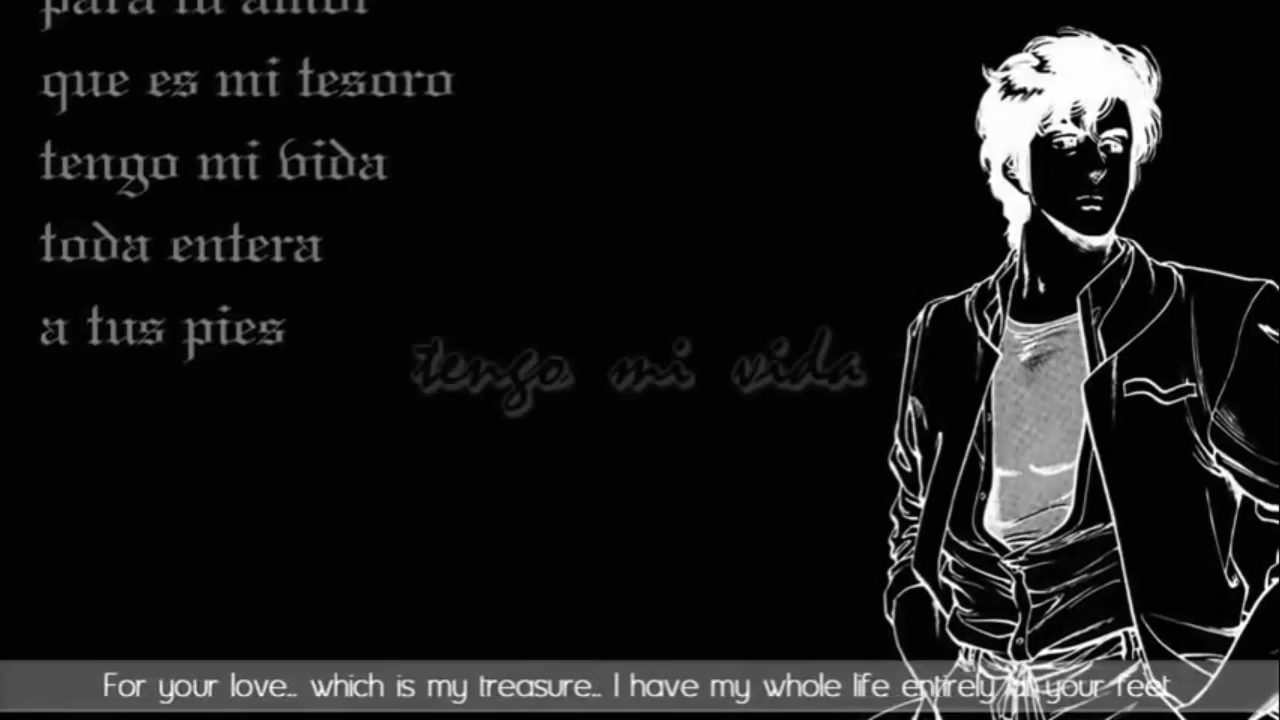 para tu amor
que es mi tesoro
tengo mi vida
toda entera
a tus pies
tengo mi vida
For your love.. which is my treasure.. I have my whole life entirely at your feet